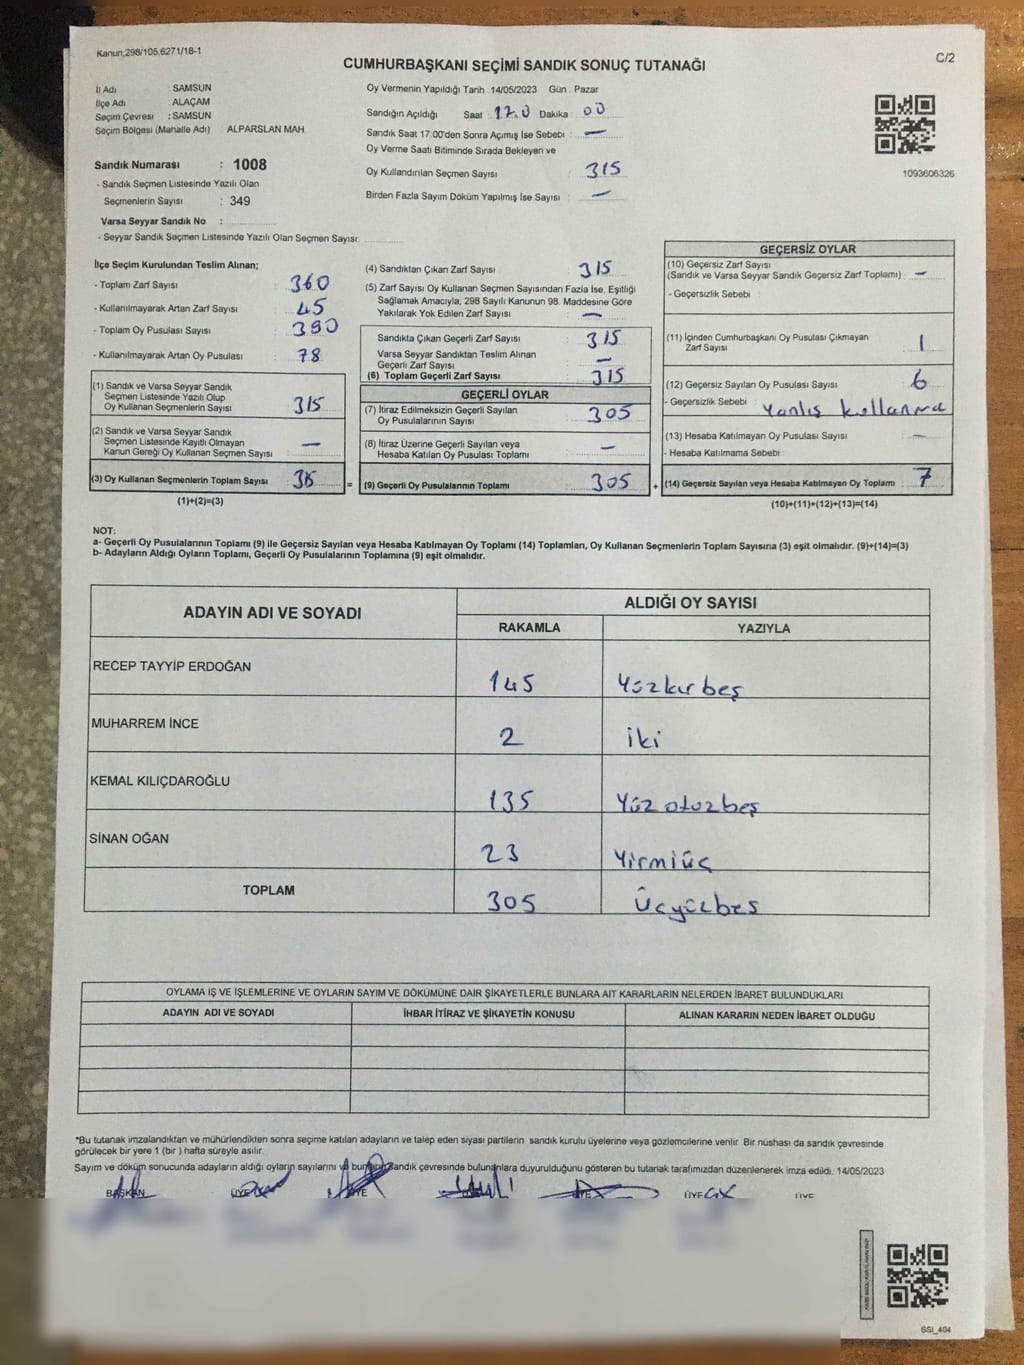 Kanun,298/105,6271/18-1
C/2
CUMHURBAŞKANI SEÇİMİ SANDIK SONUÇ TUTANAĞI
İl Adı : SAMSUN
İlçe Adı : ALAÇAM
Seçim Çevresi : SAMSUN
Seçim Bölgesi (Mahalle Adı) ALPARSLAN MAH.
Sandık Numarası : 1008
- Sandık Seçmen Listesinde Yazılı Olan
Seçmenlerin Sayısı : 349
Varsa Seyyar Sandık No :
- Seyyar Sandık Seçmen Listesinde Yazılı Olan Seçmen Sayısı:
Oy Vermenin Yapıldığı Tarih 14/05/2023 Gün : Pazar
Sandığın Açıldığı Saat : 17.0 Dakika : 00
Sandık Saat 17:00'den Sonra Açımış İse Sebebi : —
Oy Verme Saati Bitiminde Sırada Bekleyen ve
Oy Kullandırılan Seçmen Sayısı : 315
Birden Fazla Sayım Döküm Yapılmış İse Sayısı : —
1093606326
İlçe Seçim Kurulundan Teslim Alınan;
- Toplam Zarf Sayısı 360
- Kullanılmayarak Artan Zarf Sayısı 45
- Toplam Oy Pusulası Sayısı 390
- Kullanılmayarak Artan Oy Pusulası 78
(1) Sandık ve Varsa Seyyar Sandık
Seçmen Listesinde Yazılı Olup
Oy Kullanan Seçmenlerin Sayısı 315
(2) Sandık ve Varsa Seyyar Sandık
Seçmen Listesinde Kayıtlı Olmayan
Kanun Gereği Oy Kullanan Seçmen Sayısı —
(3) Oy Kullanan Seçmenlerin Toplam Sayısı 315 =
(1)+(2)=(3)
(4) Sandıktan Çıkan Zarf Sayısı 315
(5) Zarf Sayısı Oy Kullanan Seçmen Sayısından Fazla İse, Eşitliği
Sağlamak Amacıyla, 298 Sayılı Kanunun 98. Maddesine Göre
Yakılarak Yok Edilen Zarf Sayısı —
Sandıkta Çıkan Geçerli Zarf Sayısı 315
Varsa Seyyar Sandıktan Teslim Alınan
Geçerli Zarf Sayısı —
(6) Toplam Geçerli Zarf Sayısı 315
GEÇERLİ OYLAR
(7) İtiraz Edilmeksizin Geçerli Sayılan
Oy Pusulalarının Sayısı 305
(8) İtiraz Üzerine Geçerli Sayılan veya
Hesaba Katılan Oy Pusulası Toplamı —
(9) Geçerli Oy Pusulalarının Toplamı 305 +
GEÇERSİZ OYLAR
(10) Geçersiz Zarf Sayısı
(Sandık ve Varsa Seyyar Sandık Geçersiz Zarf Toplamı) —
- Geçersizlik Sebebi
(11) İçinden Cumhurbaşkanı Oy Pusulası Çıkmayan
Zarf Sayısı 1
(12) Geçersiz Sayılan Oy Pusulası Sayısı 6
- Geçersizlik Sebebi Yanlış kullanma
(13) Hesaba Katılmayan Oy Pusulası Sayısı —
- Hesaba Katılmama Sebebi
(14) Geçersiz Sayılan veya Hesaba Katılmayan Oy Toplamı 7
(10)+(11)+(12)+(13)=(14)
NOT:
a- Geçerli Oy Pusulalarının Toplamı (9) ile Geçersiz Sayılan veya Hesaba Katılmayan Oy Toplamı (14) Toplamları, Oy Kullanan Seçmenlerin Toplam Sayısına (3) eşit olmalıdır. (9)+(14)=(3)
b- Adayların Aldığı Oyların Toplamı, Geçerli Oy Pusulalarının Toplamına (9) eşit olmalıdır.
ADAYIN ADI VE SOYADI ALDIĞI OY SAYISI
RAKAMLA YAZIYLA
RECEP TAYYİP ERDOĞAN 145 Yüzkırbeş
MUHARREM İNCE 2 iki
KEMAL KILIÇDAROĞLU 135 Yüzotuzbeş
SİNAN OĞAN 23 Yirmiüç
TOPLAM 305 Üçyüzbeş
OYLAMA İŞ VE İŞLEMLERİNE VE OYLARIN SAYIM VE DÖKÜMÜNE DAİR ŞİKAYETLERLE BUNLARA AİT KARARLARIN NELERDEN İBARET BULUNDUKLARI
ADAYIN ADI VE SOYADI İHBAR İTİRAZ VE ŞİKAYETİN KONUSU ALINAN KARARIN NEDEN İBARET OLDUĞU
*Bu tutanak imzalandıktan ve mühürlendikten sonra seçime katılan adayların ve talep eden siyasi partilerin sandık kurulu üyelerine veya gözlemcilerine verilir. Bir nüshası da sandık çevresinde
görülecek bir yere 1 (bir ) hafta süreyle asılır.
Sayım ve döküm sonucunda adayların aldığı oyların sayılarını ve bunun sandık çevresinde bulunanlara duyurulduğunu gösteren bu tutanak tarafımızdan düzenlenerek imza edildi. 14/05/2023
BAŞKAN ÜYE ÜYE ÜYE ÜYE ÜYE
SSİ_404